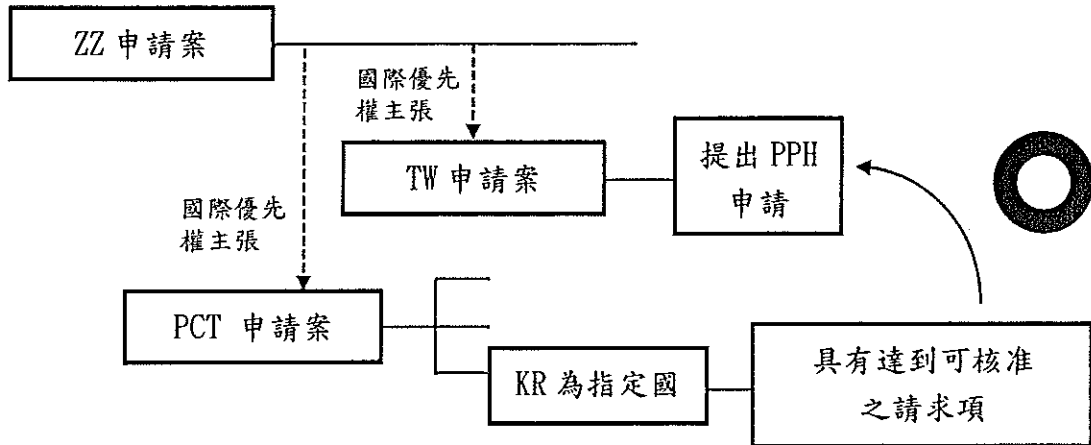 ZZ 申請案
國際優先
權主張
TW 申請案
提出 PPH
申請
國際優先
權主張
PCT 申請案
KR 為指定國
具有達到可核准
之請求項